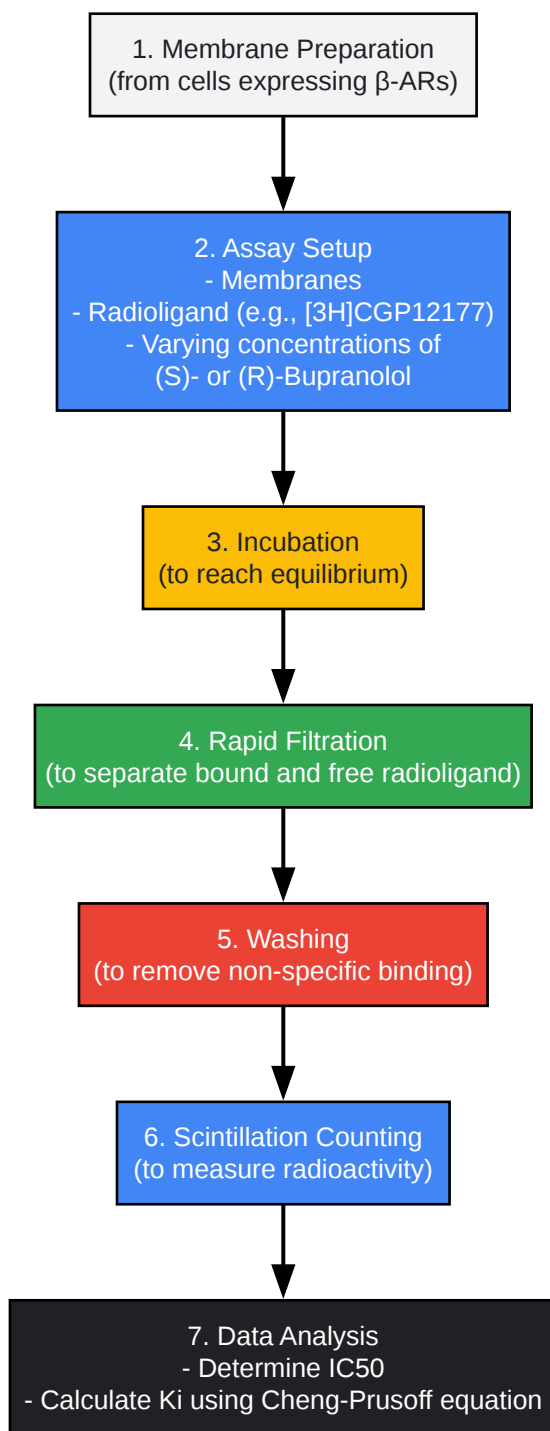 1. Membrane Preparation
(from cells expressing β-ARs)
2. Assay Setup
- Membranes
- Radioligand (e.g., [3H]CGP12177)
- Varying concentrations of
(S)- or (R)-Bupranolol
3. Incubation
(to reach equilibrium)
4. Rapid Filtration
(to separate bound and free radioligand)
5. Washing
(to remove non-specific binding)
6. Scintillation Counting
(to measure radioactivity)
7. Data Analysis
- Determine IC50
- Calculate Ki using Cheng-Prusoff equation